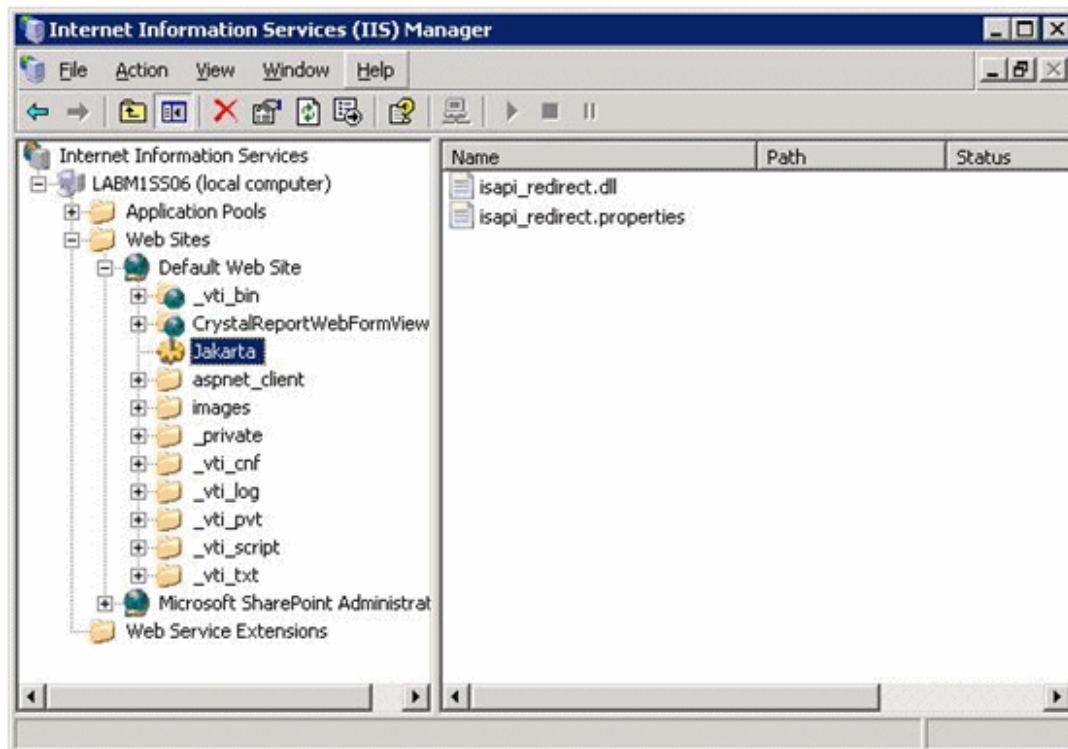 Internet Information Services (IIS) Manager
File Action View Window Help
Internet Information Services
LABM1SS06 (local computer)
Application Pools
Web Sites
Default Web Site
_vti_bin
CrystalReportWebFormView
Jakarta
aspnet_client
images
_private
_vti_cnf
_vti_log
_vti_pvt
_vti_script
_vti_txt
Microsoft SharePoint Administrat
Web Service Extensions
Name Path Status
isapi_redirect.dll
isapi_redirect.properties